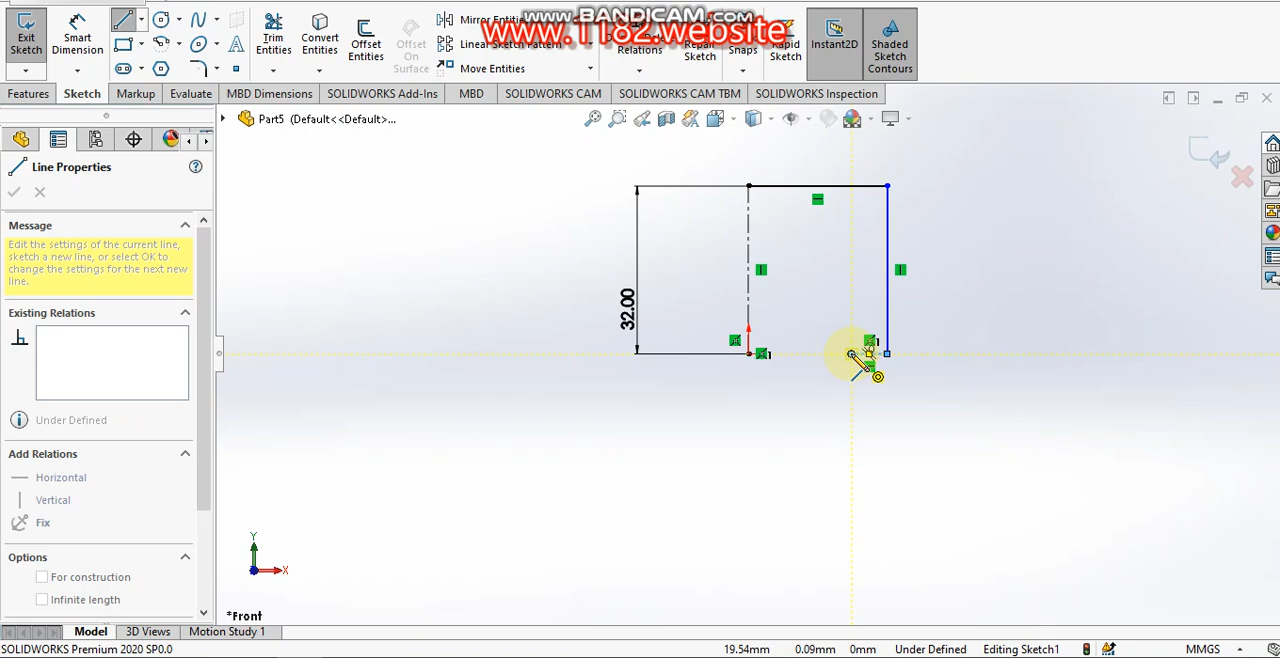 www.BANDICAM.com
www.1182.website
Exit Sketch
Smart Dimension
Trim Entities
Convert Entities
Offset Entities
Offset On Surface
Mirror Entities
Linear Sketch Pattern
Move Entities
Relations
Repair Sketch
Snaps
Rapid Sketch
Instant2D
Shaded Sketch Contours
Features Sketch Markup Evaluate MBD Dimensions SOLIDWORKS Add-Ins MBD SOLIDWORKS CAM SOLIDWORKS CAM TBM SOLIDWORKS Inspection
Part5 (Default<<Default>...
Line Properties
Message
Edit the settings of the current line,
sketch a new line, or select OK to
change the settings for the next new
line.
Existing Relations
Under Defined
Add Relations
Horizontal
Vertical
Fix
Options
For construction
Infinite length
32.00
1
1
Y
X
*Front
Model 3D Views Motion Study 1
SOLIDWORKS Premium 2020 SP0.0 19.54mm 0.09mm 0mm Under Defined Editing Sketch1 MMGS